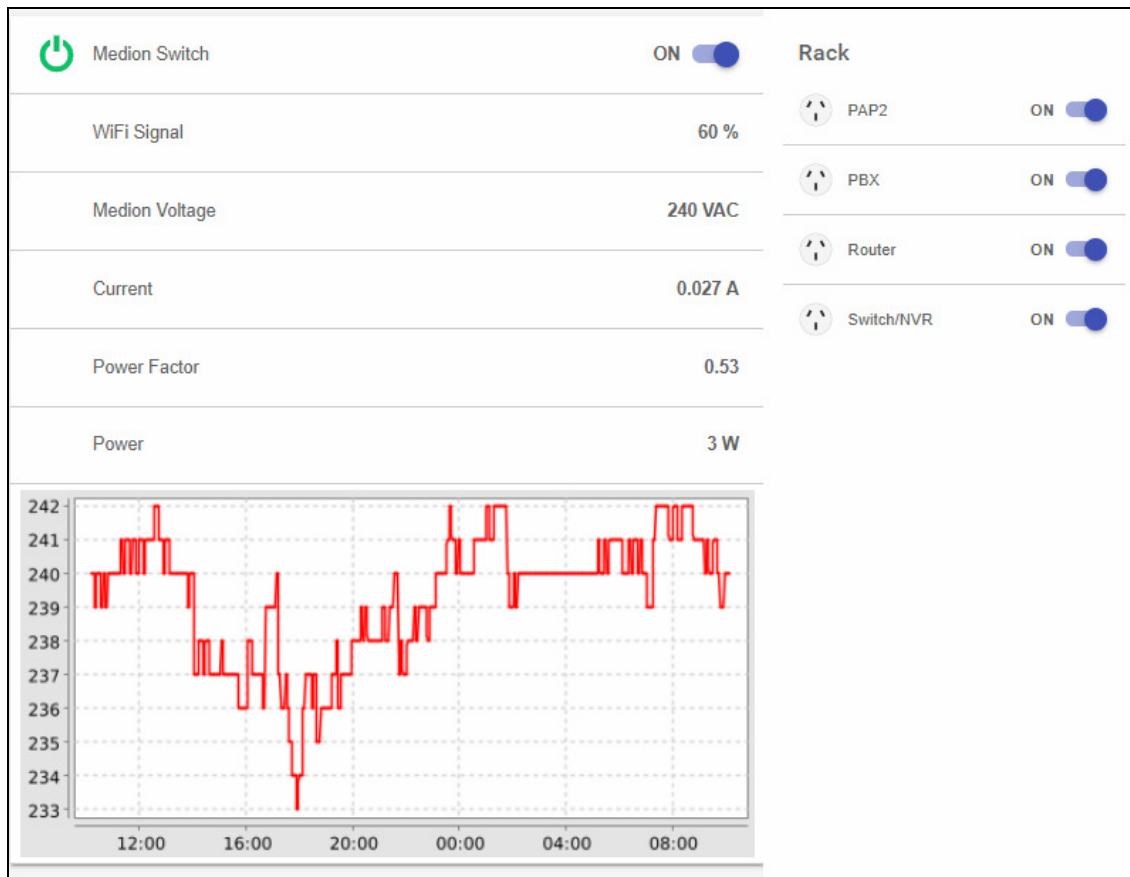 Medion Switch ON
WiFi Signal 60 %
Medion Voltage 240 VAC
Current 0.027 A
Power Factor 0.53
Power 3 W
242
241
240
239
238
237
236
235
234
233
12:00 16:00 20:00 00:00 04:00 08:00
Rack
PAP2 ON
PBX ON
Router ON
Switch/NVR ON